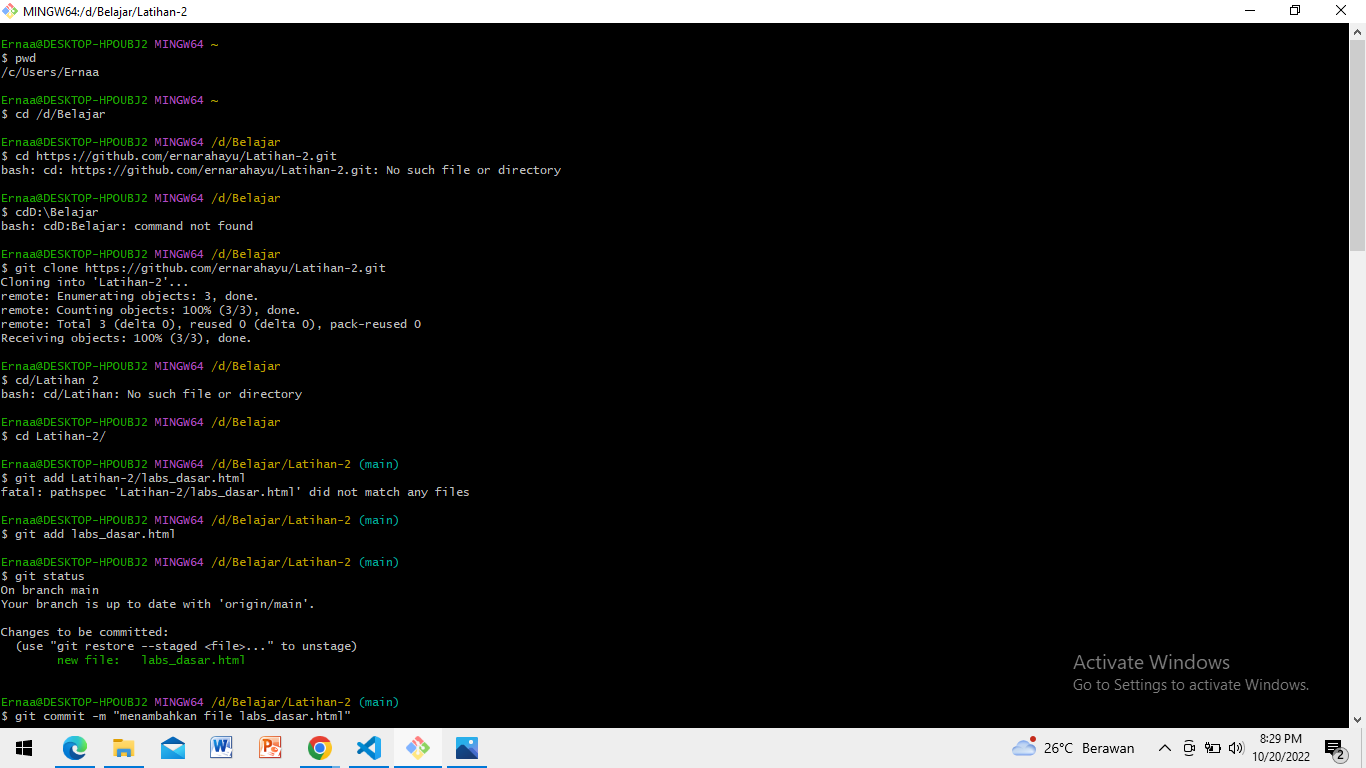 MINGW64:/d/Belajar/Latihan-2
Ernaa@DESKTOP-HPOUBJ2 MINGW64 ~
$ pwd
/c/Users/Ernaa
Ernaa@DESKTOP-HPOUBJ2 MINGW64 ~
$ cd /d/Belajar
Ernaa@DESKTOP-HPOUBJ2 MINGW64 /d/Belajar
$ cd https://github.com/ernarahayu/Latihan-2.git
bash: cd: https://github.com/ernarahayu/Latihan-2.git: No such file or directory
Ernaa@DESKTOP-HPOUBJ2 MINGW64 /d/Belajar
$ cdD:\Belajar
bash: cdD:Belajar: command not found
Ernaa@DESKTOP-HPOUBJ2 MINGW64 /d/Belajar
$ git clone https://github.com/ernarahayu/Latihan-2.git
Cloning into 'Latihan-2'...
remote: Enumerating objects: 3, done.
remote: Counting objects: 100% (3/3), done.
remote: Total 3 (delta 0), reused 0 (delta 0), pack-reused 0
Receiving objects: 100% (3/3), done.
Ernaa@DESKTOP-HPOUBJ2 MINGW64 /d/Belajar
$ cd/Latihan 2
bash: cd/Latihan: No such file or directory
Ernaa@DESKTOP-HPOUBJ2 MINGW64 /d/Belajar
$ cd Latihan-2/
Ernaa@DESKTOP-HPOUBJ2 MINGW64 /d/Belajar/Latihan-2 (main)
$ git add Latihan-2/labs_dasar.html
fatal: pathspec 'Latihan-2/labs_dasar.html' did not match any files
Ernaa@DESKTOP-HPOUBJ2 MINGW64 /d/Belajar/Latihan-2 (main)
$ git add labs_dasar.html
Ernaa@DESKTOP-HPOUBJ2 MINGW64 /d/Belajar/Latihan-2 (main)
$ git status
On branch main
Your branch is up to date with 'origin/main'.
Changes to be committed:
(use "git restore --staged <file>..." to unstage)
new file: labs_dasar.html
Ernaa@DESKTOP-HPOUBJ2 MINGW64 /d/Belajar/Latihan-2 (main)
$ git commit -m "menambahkan file labs_dasar.html"
Activate Windows
Go to Settings to activate Windows.
26°C Berawan
8:29 PM
10/20/2022
2